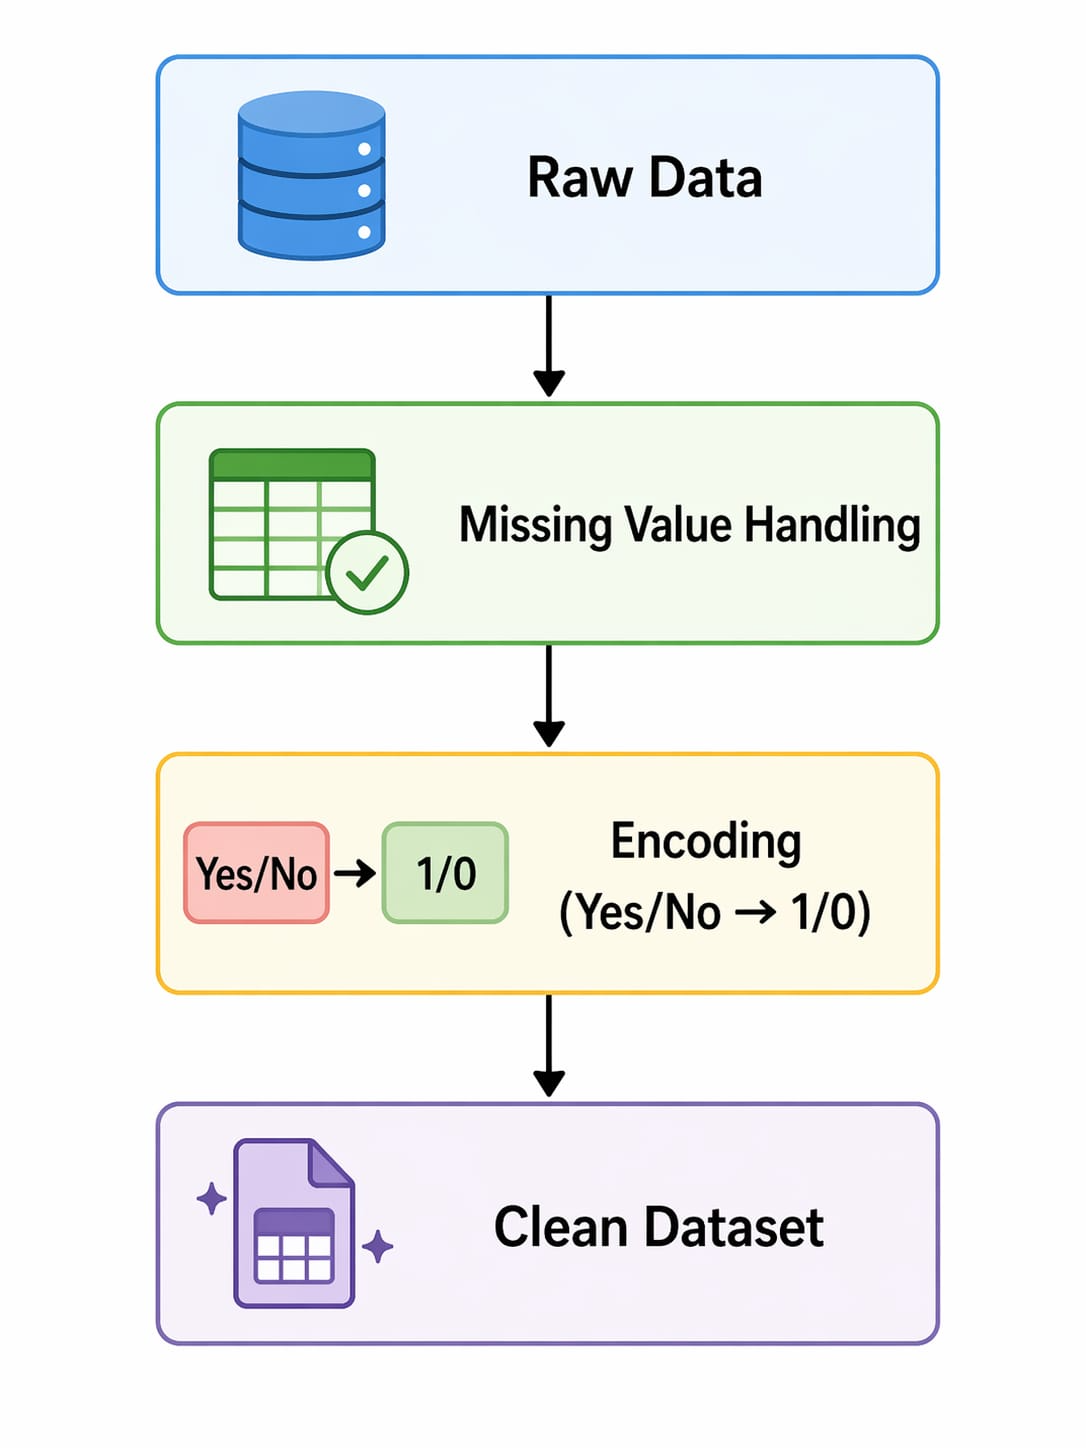 Raw Data
Missing Value Handling
Yes/No → 1/0
Encoding
(Yes/No → 1/0)
Clean Dataset